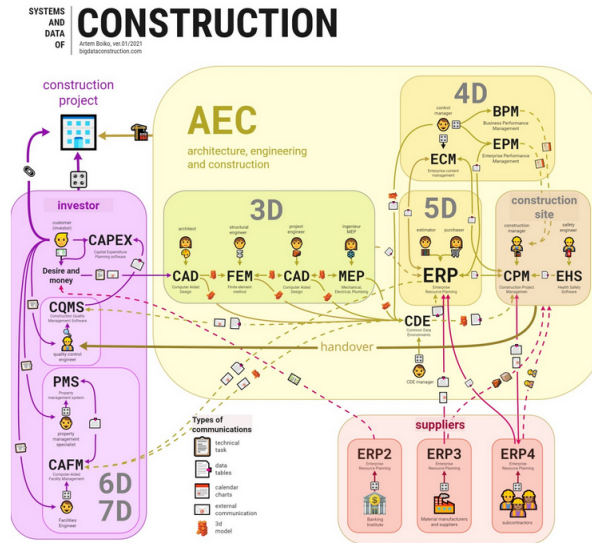 SYSTEMS
AND
DATA
OF
CONSTRUCTION
Artem Boiko, ver.01/2021
bigdataconstruction.com
construction
project
AEC
architecture, engineering
and construction
4D
control
manager
BPM
Business Performance
Management
EPM
Enterprise Performance
Management
ECM
Enterprise content
management
investor
customer
(investor)
CAPEX
Capital Expenditure
Planning Software
Desire and
money
3D
architect
structural
engineer
project
engineer
ingenieur
MEP
CAD
Computer Aided
Design
FEM
Finite element
method
CAD
Computer Aided
Design
MEP
Mechanical,
Electrical, Planning
5D
estimator
purchaser
ERP
Enterprise
Resource Planning
construction
site
construction
manager
safety
engineer
CPM
Construction Project
Management
EHS
Health Safety
Software
CQMS
Construction Quality
Management Software
quality control
engineer
CDE
Common Data
Environments
CDE manager
handover
PMS
Property
management system
property
management
specialist
CAFM
Computer-Aided
Facility Management
Facilities
Engineer
6D
7D
Types of
communications
technical
task
data
tables
calendar
charts
external
communication
3d
model
suppliers
ERP2
Enterprise
Resource Planning
Banking
Institute
ERP3
Enterprise
Resource Planning
Material manufacturers
and suppliers
ERP4
Enterprise
Resource Planning
subcontractors